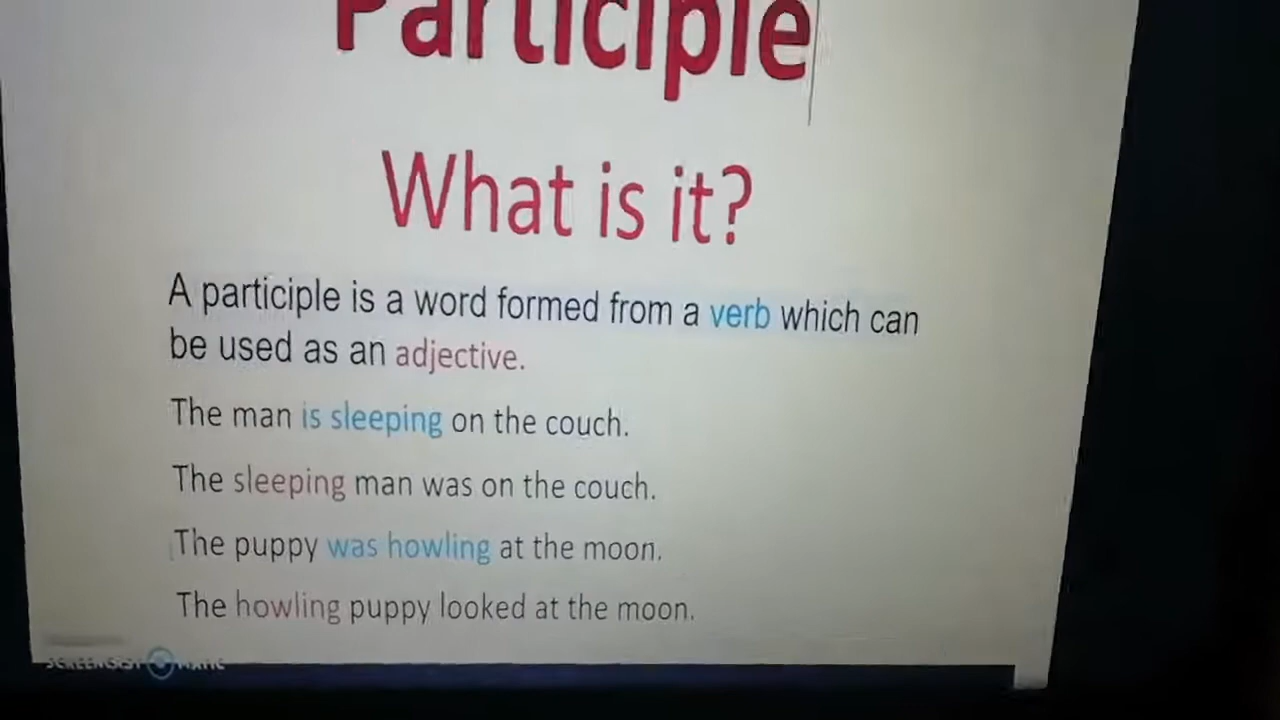 Participle
What is it?
A participle is a word formed from a verb which can
be used as an adjective.
The man is sleeping on the couch.
The sleeping man was on the couch.
The puppy was howling at the moon.
The howling puppy looked at the moon.
SCREENCAST MATIC